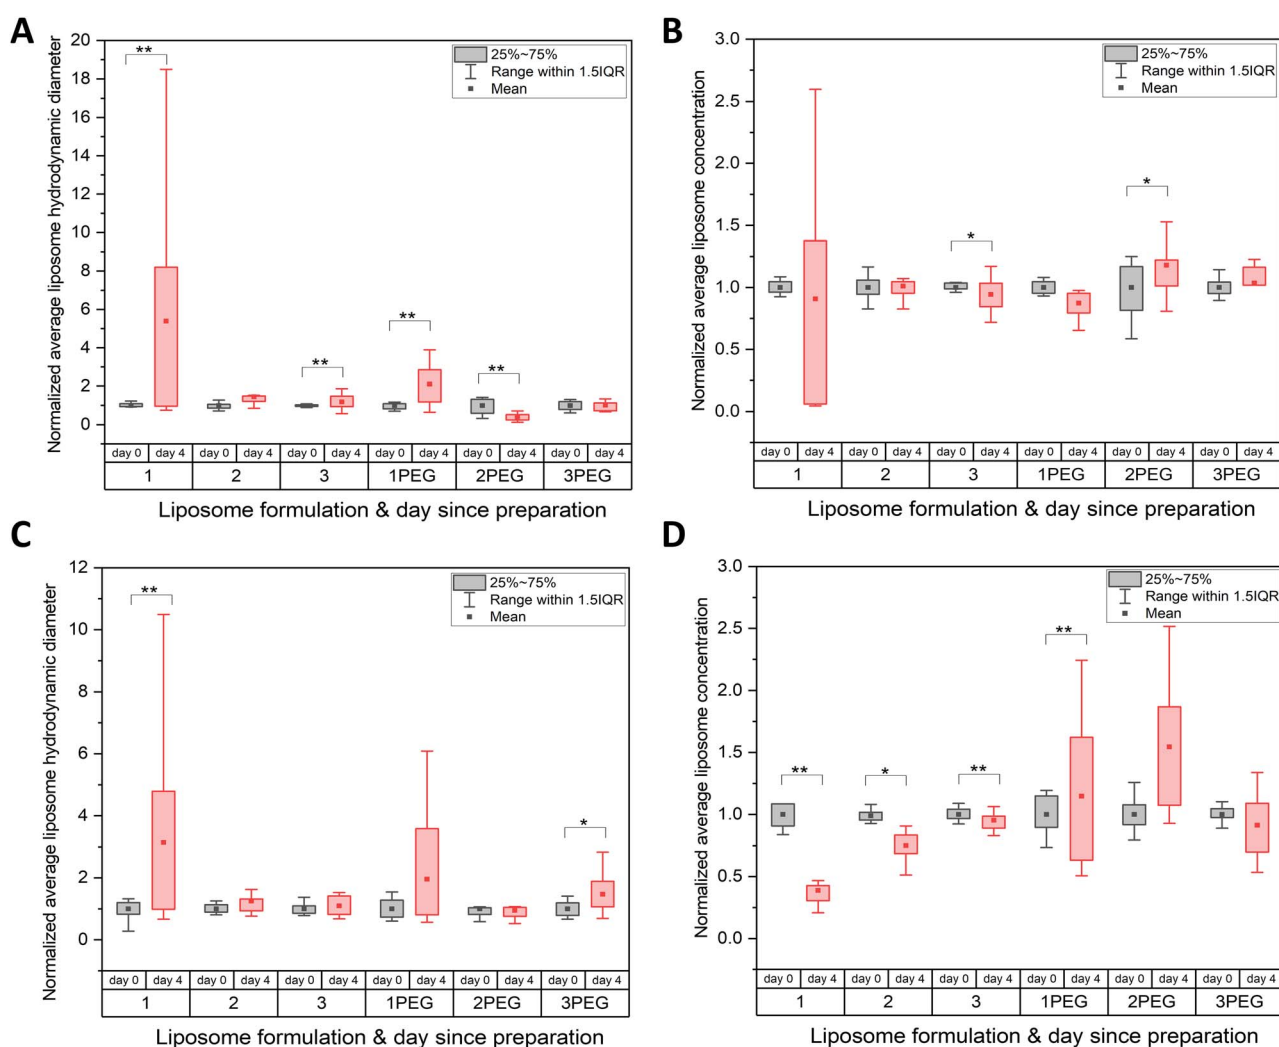 A
Normalized average liposome hydrodynamic diameter
20
18
16
14
12
10
8
6
4
2
0
**
**
**
**
25%~75%
Range within 1.5IQR
Mean
day 0 day 4 day 0 day 4 day 0 day 4 day 0 day 4 day 0 day 4 day 0 day 4
1 2 3 1PEG 2PEG 3PEG
Liposome formulation & day since preparation
B
Normalized average liposome concentration
3.0
2.5
2.0
1.5
1.0
0.5
0.0
*
*
25%~75%
Range within 1.5IQR
Mean
day 0 day 4 day 0 day 4 day 0 day 4 day 0 day 4 day 0 day 4 day 0 day 4
1 2 3 1PEG 2PEG 3PEG
Liposome formulation & day since preparation
C
Normalized average liposome hydrodynamic diameter
12
10
8
6
4
2
0
**
*
25%~75%
Range within 1.5IQR
Mean
day 0 day 4 day 0 day 4 day 0 day 4 day 0 day 4 day 0 day 4 day 0 day 4
1 2 3 1PEG 2PEG 3PEG
Liposome formulation & day since preparation
D
Normalized average liposome concentration
3.0
2.5
2.0
1.5
1.0
0.5
0.0
**
*
**
**
25%~75%
Range within 1.5IQR
Mean
day 0 day 4 day 0 day 4 day 0 day 4 day 0 day 4 day 0 day 4 day 0 day 4
1 2 3 1PEG 2PEG 3PEG
Liposome formulation & day since preparation